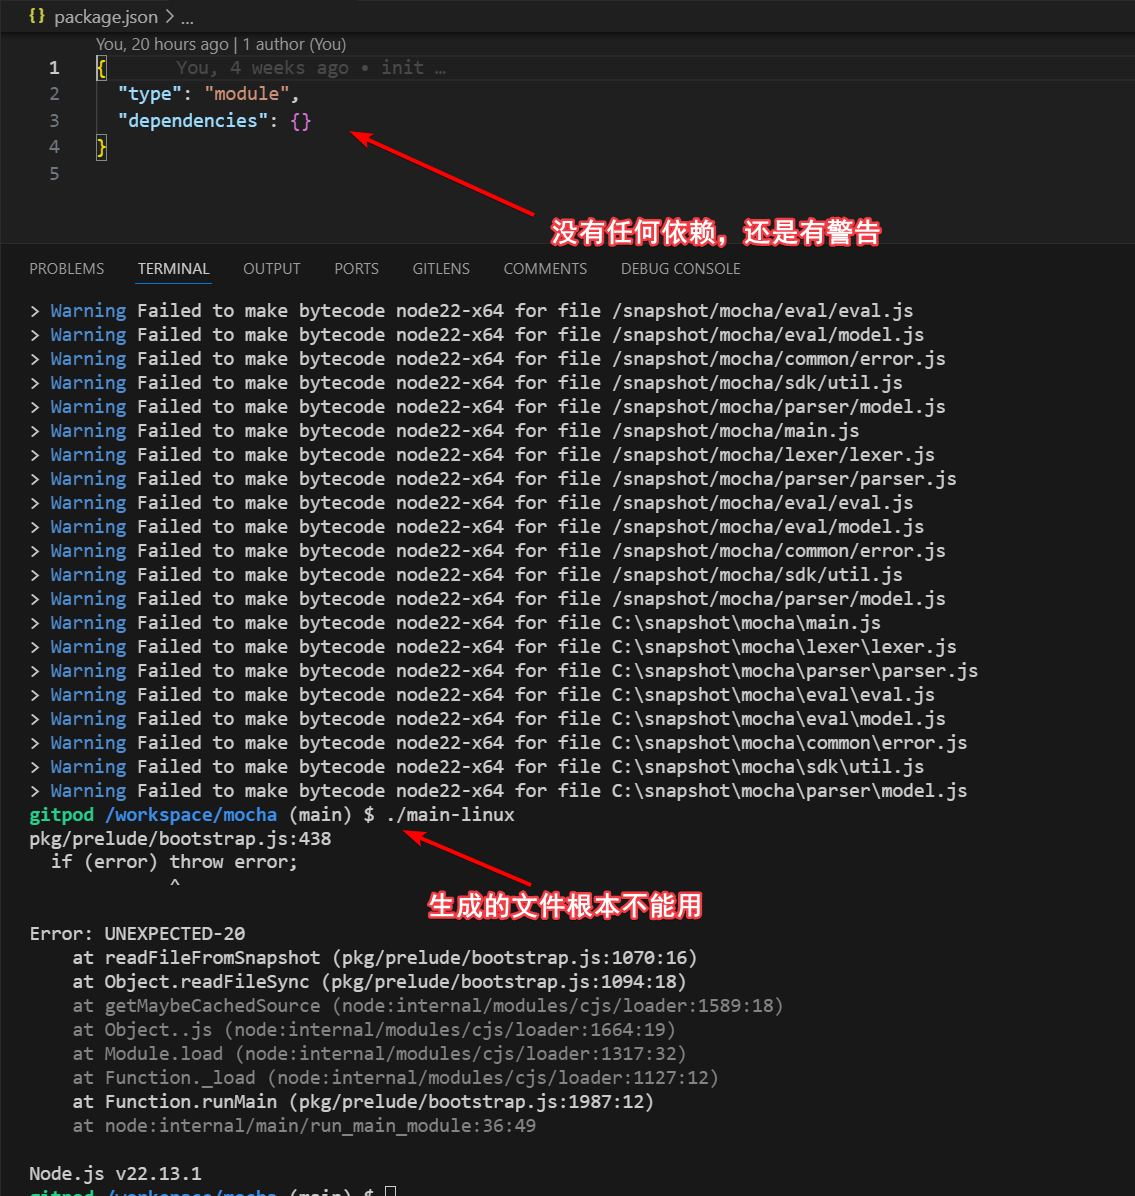 {} package.json > ...
You, 20 hours ago | 1 author (You)
1 { You, 4 weeks ago • init …
2 "type": "module",
3 "dependencies": {}
4 }
5
没有任何依赖，还是有警告
PROBLEMS TERMINAL OUTPUT PORTS GITLENS COMMENTS DEBUG CONSOLE
> Warning Failed to make bytecode node22-x64 for file /snapshot/mocha/eval/eval.js
> Warning Failed to make bytecode node22-x64 for file /snapshot/mocha/eval/model.js
> Warning Failed to make bytecode node22-x64 for file /snapshot/mocha/common/error.js
> Warning Failed to make bytecode node22-x64 for file /snapshot/mocha/sdk/util.js
> Warning Failed to make bytecode node22-x64 for file /snapshot/mocha/parser/model.js
> Warning Failed to make bytecode node22-x64 for file /snapshot/mocha/main.js
> Warning Failed to make bytecode node22-x64 for file /snapshot/mocha/lexer/lexer.js
> Warning Failed to make bytecode node22-x64 for file /snapshot/mocha/parser/parser.js
> Warning Failed to make bytecode node22-x64 for file /snapshot/mocha/eval/eval.js
> Warning Failed to make bytecode node22-x64 for file /snapshot/mocha/eval/model.js
> Warning Failed to make bytecode node22-x64 for file /snapshot/mocha/common/error.js
> Warning Failed to make bytecode node22-x64 for file /snapshot/mocha/sdk/util.js
> Warning Failed to make bytecode node22-x64 for file /snapshot/mocha/parser/model.js
> Warning Failed to make bytecode node22-x64 for file C:\snapshot\mocha\main.js
> Warning Failed to make bytecode node22-x64 for file C:\snapshot\mocha\lexer\lexer.js
> Warning Failed to make bytecode node22-x64 for file C:\snapshot\mocha\parser\parser.js
> Warning Failed to make bytecode node22-x64 for file C:\snapshot\mocha\eval\eval.js
> Warning Failed to make bytecode node22-x64 for file C:\snapshot\mocha\eval\model.js
> Warning Failed to make bytecode node22-x64 for file C:\snapshot\mocha\common\error.js
> Warning Failed to make bytecode node22-x64 for file C:\snapshot\mocha\sdk\util.js
> Warning Failed to make bytecode node22-x64 for file C:\snapshot\mocha\parser\model.js
gitpod /workspace/mocha (main) $ ./main-linux
pkg/prelude/bootstrap.js:438
if (error) throw error;
^
生成的文件根本不能用
Error: UNEXPECTED-20
at readFileFromSnapshot (pkg/prelude/bootstrap.js:1070:16)
at Object.readFileSync (pkg/prelude/bootstrap.js:1094:18)
at getMaybeCachedSource (node:internal/modules/cjs/loader:1589:18)
at Object..js (node:internal/modules/cjs/loader:1664:19)
at Module.load (node:internal/modules/cjs/loader:1317:32)
at Function._load (node:internal/modules/cjs/loader:1127:12)
at Function.runMain (pkg/prelude/bootstrap.js:1987:12)
at node:internal/main/run_main_module:36:49
Node.js v22.13.1
gitpod /workspace/mocha (main) $